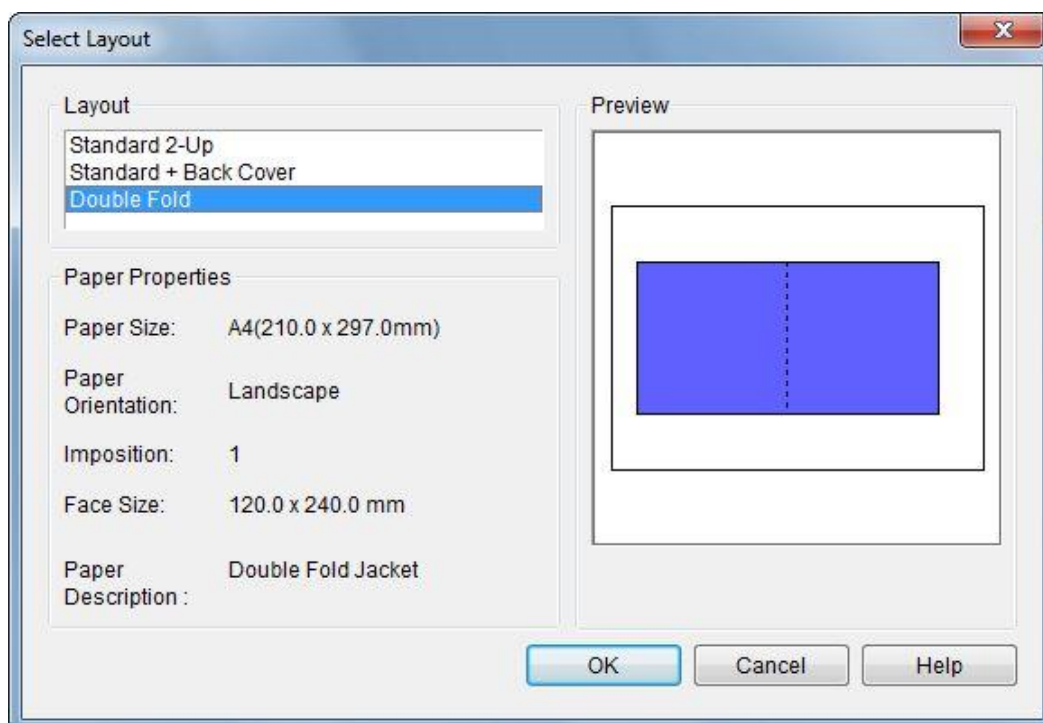 Select Layout
Layout
Standard 2-Up
Standard + Back Cover
Double Fold
Paper Properties
Paper Size: A4(210.0 x 297.0mm)
Paper
Orientation: Landscape
Imposition: 1
Face Size: 120.0 x 240.0 mm
Paper
Description : Double Fold Jacket
Preview
OK Cancel Help